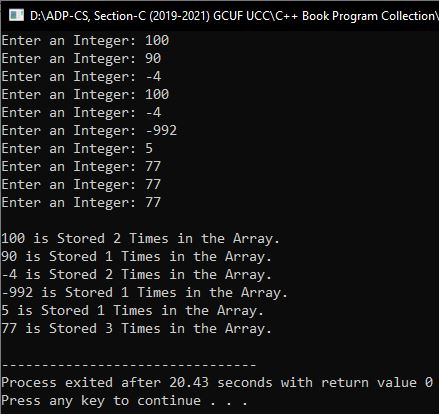 D:\ADP-CS, Section-C (2019-2021) GCUF UCC\C++ Book Program Collection\
Enter an Integer: 100
Enter an Integer: 90
Enter an Integer: -4
Enter an Integer: 100
Enter an Integer: -4
Enter an Integer: -992
Enter an Integer: 5
Enter an Integer: 77
Enter an Integer: 77
Enter an Integer: 77

100 is Stored 2 Times in the Array.
90 is Stored 1 Times in the Array.
-4 is Stored 2 Times in the Array.
-992 is Stored 1 Times in the Array.
5 is Stored 1 Times in the Array.
77 is Stored 3 Times in the Array.

--------------------------------
Process exited after 20.43 seconds with return value 0
Press any key to continue . . .